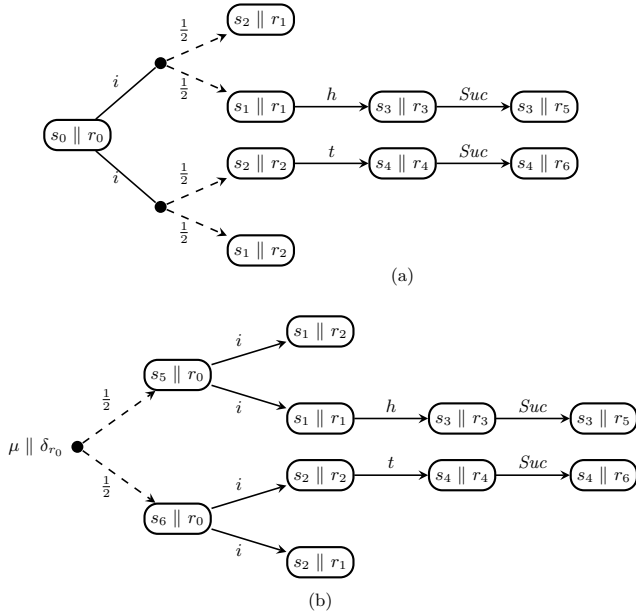 s₂ ∥ r₁
1/2
i
1/2
s₁ ∥ r₁ h s₃ ∥ r₃ Suc s₃ ∥ r₅
s₀ ∥ r₀
i
1/2
s₂ ∥ r₂ t s₄ ∥ r₄ Suc s₄ ∥ r₆
1/2
s₁ ∥ r₂
(a)
i
s₁ ∥ r₂
s₅ ∥ r₀
1/2
i
s₁ ∥ r₁ h s₃ ∥ r₃ Suc s₃ ∥ r₅
μ ∥ δ_{r₀}
1/2
i
s₂ ∥ r₂ t s₄ ∥ r₄ Suc s₄ ∥ r₆
s₆ ∥ r₀
i
s₂ ∥ r₁
(b)